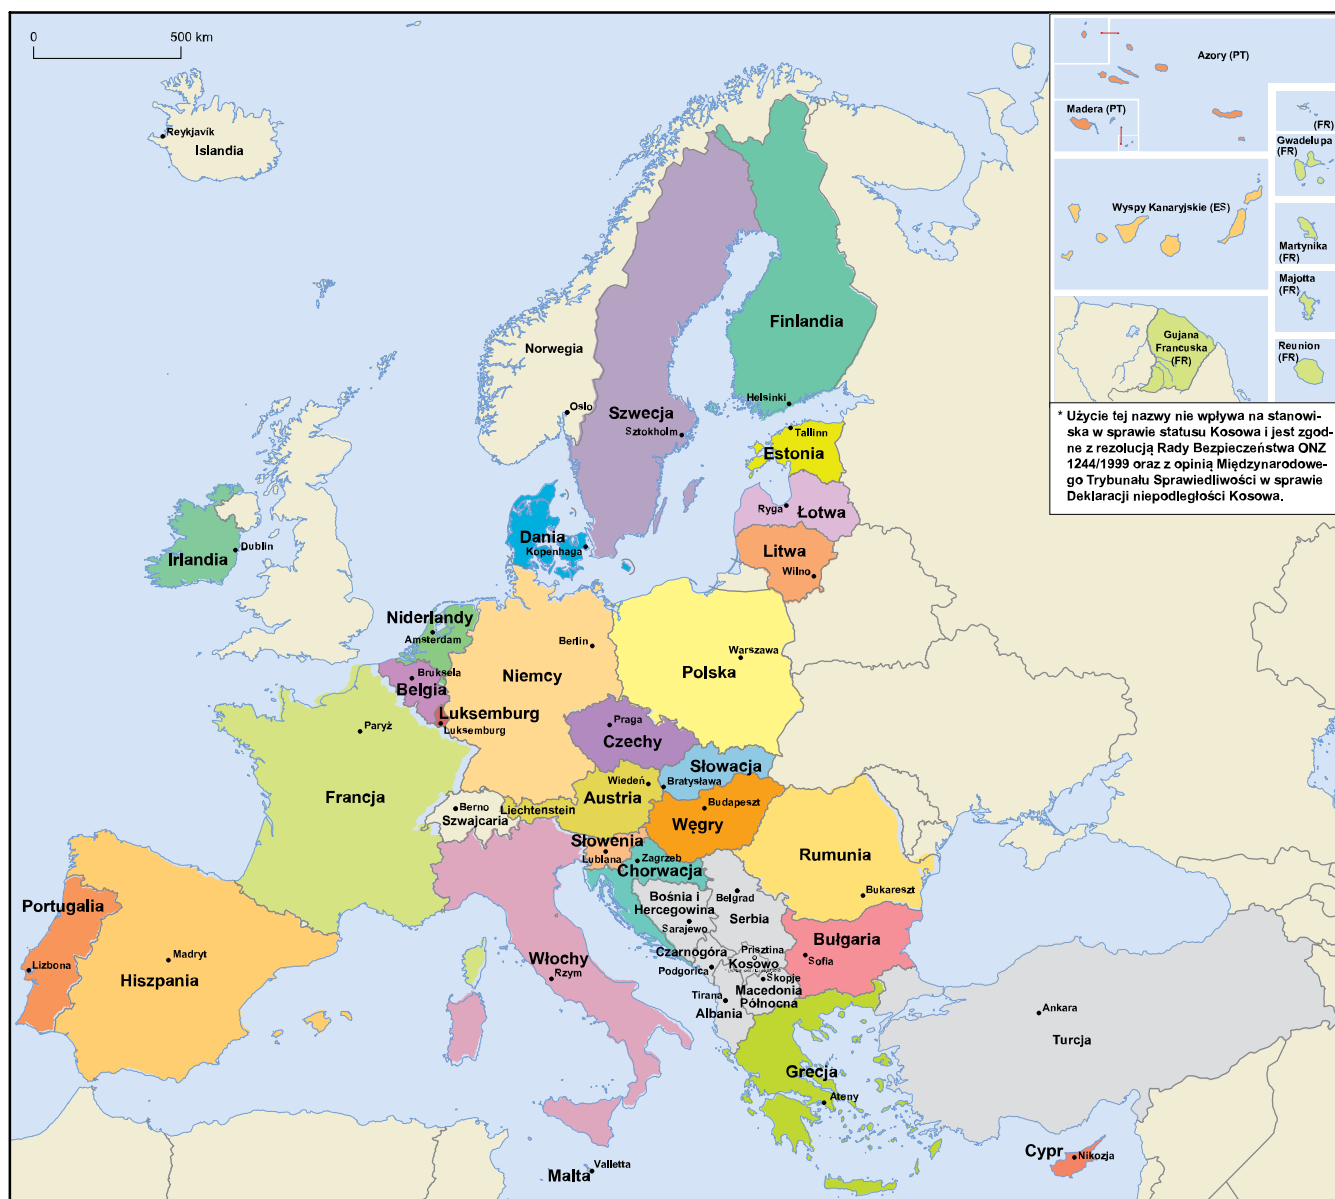 0 500 km
Azory (PT)
Madera (PT)
(FR)
Gwadelupa
(FR)
Wyspy Kanaryjskie (ES)
Martynika
(FR)
Majotta
(FR)
Gujana
Francuska
(FR)
Reunion
(FR)
* Użycie tej nazwy nie wpływa na stanowi-
ska w sprawie statusu Kosowa i jest zgod-
ne z rezolucją Rady Bezpieczeństwa ONZ
1244/1999 oraz z opinią Międzynarodowe-
go Trybunału Sprawiedliwości w sprawie
Deklaracji niepodległości Kosowa.
Reykjavík
Islandia
Finlandia
Norwegia
Helsinki
Oslo
Szwecja
Sztokholm
Tallinn
Estonia
Ryga
Łotwa
Dania
Kopenhaga
Litwa
Wilno
Dublin
Irlandia
Niderlandy
Amsterdam
Berlin
Warszawa
Bruksela
Belgia
Niemcy
Polska
Luksemburg
Luksemburg
Paryż
Praga
Czechy
Słowacja
Bratysława
Wiedeń
Austria
Francja
Berno
Szwajcaria
Liechtenstein
Budapeszt
Węgry
Słowenia
Lublana
Zagrzeb
Chorwacja
Rumunia
Bukareszt
Bośnia i
Hercegowina
Sarajewo
Belgrad
Serbia
Portugalia
Lizbona
Madryt
Hiszpania
Włochy
Rzym
Czarnogóra
Podgorica
Prisztina
Kosowo
Bułgaria
Sofia
Skopje
Macedonia
Północna
Tirana
Albania
Ankara
Turcja
Grecja
Ateny
Malta
Valletta
Cypr
Nikozja